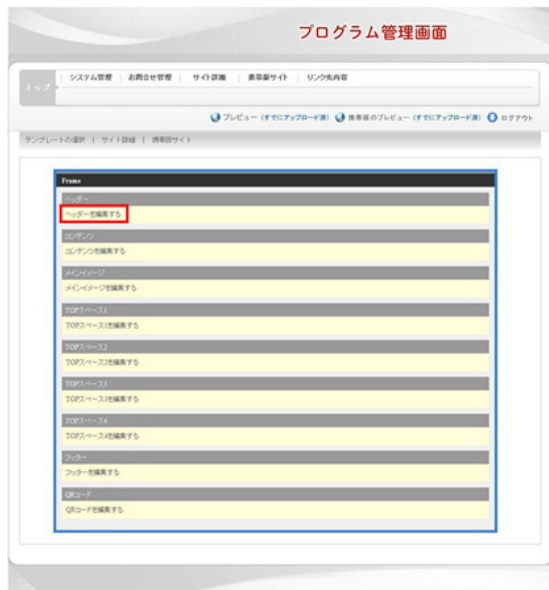 プログラム管理画面
トップ
システム管理 | お問合せ管理 | サイト詳細 | 携帯版サイト | リンク先内容
プレビュー (すでにアップロード済) 携帯版のプレビュー (すでにアップロード済) ログアウト
テンプレートの選択 | サイト詳細 | 携帯版サイト
Frame
ヘッダー
ヘッダーを編集する
コンテンツ
コンテンツを編集する
メインイメージ
メインイメージを編集する
TOPスペース1
TOPスペース1を編集する
TOPスペース2
TOPスペース2を編集する
TOPスペース3
TOPスペース3を編集する
TOPスペース4
TOPスペース4を編集する
フッター
フッターを編集する
QRコード
QRコードを編集する